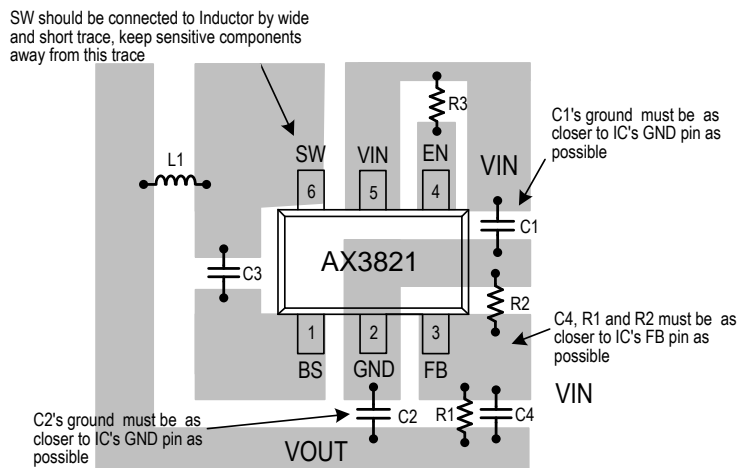 SW should be connected to Inductor by wide
and short trace, keep sensitive components
away from this trace
R3
C1's ground must be as
closer to IC's GND pin as
possible
L1
SW
VIN
EN
VIN
6
5
4
C1
C3
AX3821
R2
C4, R1 and R2 must be as
closer to IC's FB pin as
possible
1
2
3
BS
GND
FB
VIN
C2's ground must be as
closer to IC's GND pin as
possible
C2
R1
C4
VOUT